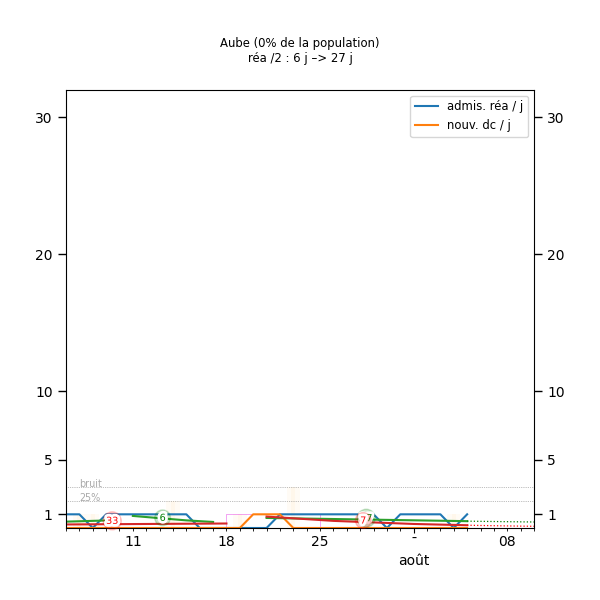 Aube (0% de la population)
réa /2 : 6 j –> 27 j
admis. réa / j
nouv. dc / j
30 30
20 20
10 10
5 5
bruit
25%
1 33 6 7 1
11 18 25 - 08
août